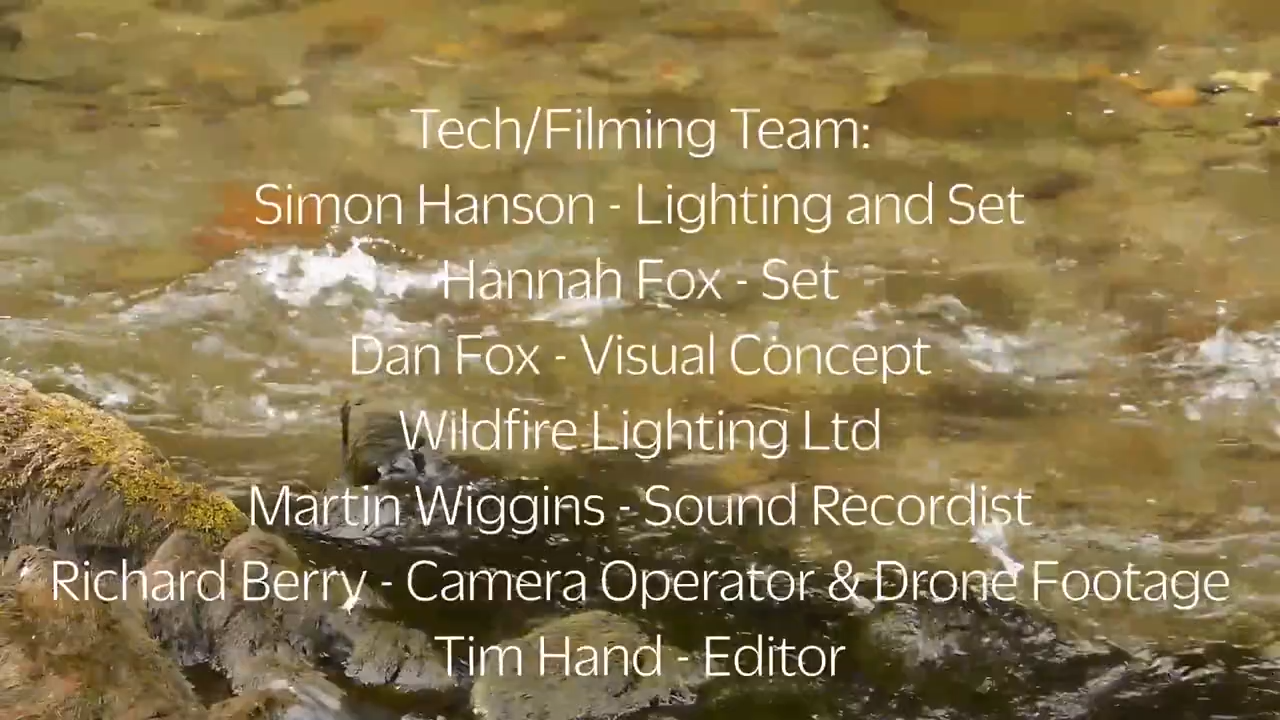 Tech/Filming Team:
Simon Hanson - Lighting and Set
Hannah Fox - Set
Dan Fox - Visual Concept
Wildfire Lighting Ltd
Martin Wiggins - Sound Recordist
Richard Berry - Camera Operator & Drone Footage
Tim Hand - Editor